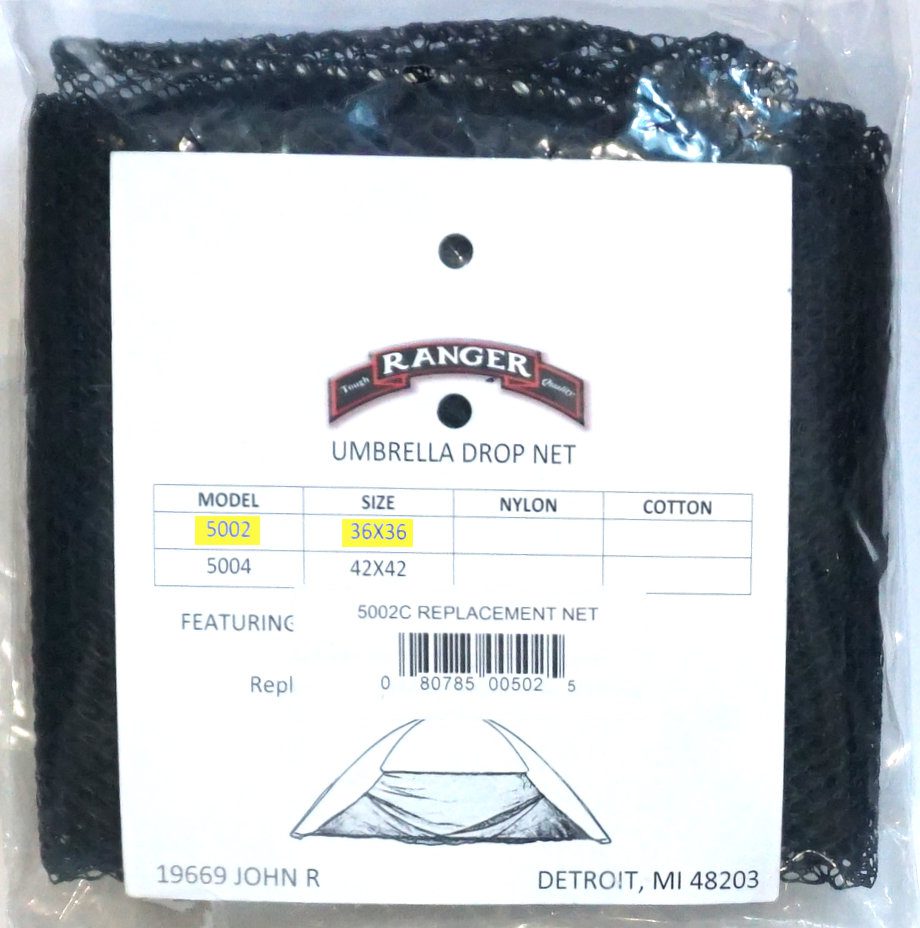 RANGER
Tough Quality
UMBRELLA DROP NET
MODEL SIZE NYLON COTTON
5002 36X36
5004 42X42
5002C REPLACEMENT NET
FEATURING
Repl
0 80785 00502 5
19669 JOHN R DETROIT, MI 48203